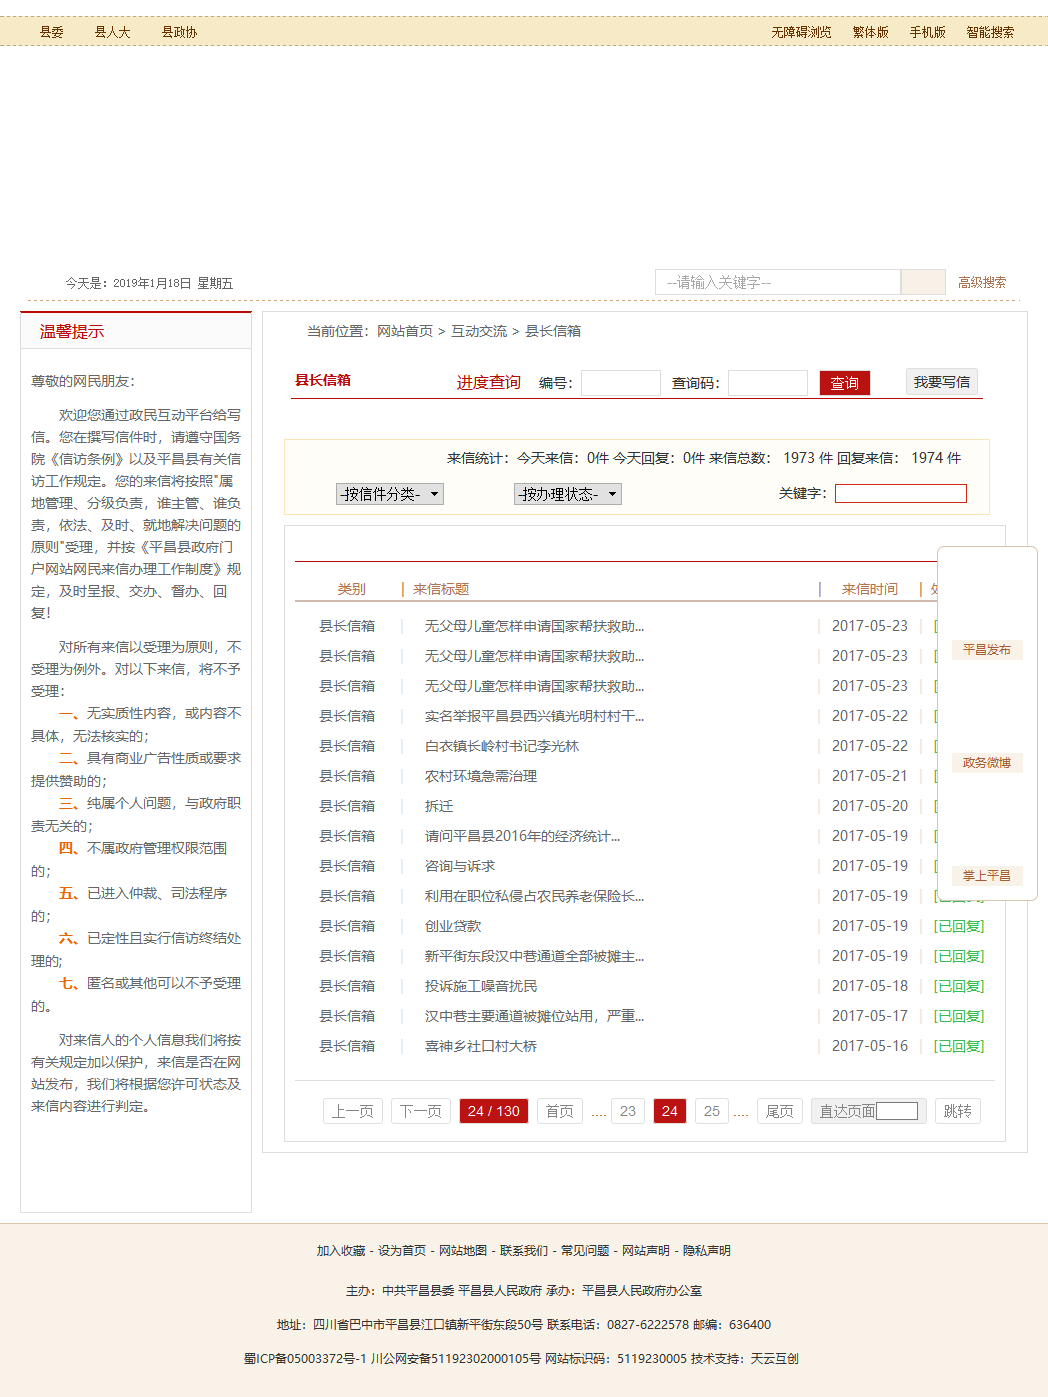 县委 县人大 县政协 无障碍浏览 繁体版 手机版 智能搜索
今天是：2019年1月18日 星期五 --请输入关键字-- 高级搜索
温馨提示
尊敬的网民朋友：
欢迎您通过政民互动平台给写
信。您在撰写信件时，请遵守国务
院《信访条例》以及平昌县有关信
访工作规定。您的来信将按照"属
地管理、分级负责，谁主管、谁负
责，依法、及时、就地解决问题的
原则"受理，并按《平昌县政府门
户网站网民来信办理工作制度》规
定，及时呈报、交办、督办、回
复！
对所有来信以受理为原则，不
受理为例外。对以下来信，将不予
受理：
一、无实质性内容，或内容不
具体，无法核实的；
二、具有商业广告性质或要求
提供赞助的；
三、纯属个人问题，与政府职
责无关的；
四、不属政府管理权限范围
的；
五、已进入仲裁、司法程序
的；
六、已定性且实行信访终结处
理的;
七、匿名或其他可以不予受理
的。
对来信人的个人信息我们将按
有关规定加以保护，来信是否在网
站发布，我们将根据您许可状态及
来信内容进行判定。
当前位置：网站首页 > 互动交流 > 县长信箱
县长信箱 进度查询 编号： 查询码： 查询 我要写信
来信统计：今天来信：0件 今天回复：0件 来信总数： 1973 件 回复来信： 1974 件
-按信件分类- -按办理状态- 关键字：
类别 来信标题 来信时间
县长信箱 无父母儿童怎样申请国家帮扶救助... 2017-05-23
县长信箱 无父母儿童怎样申请国家帮扶救助... 2017-05-23
县长信箱 无父母儿童怎样申请国家帮扶救助... 2017-05-23
县长信箱 实名举报平昌县西兴镇光明村村干... 2017-05-22
县长信箱 白衣镇长岭村书记李光林 2017-05-22
县长信箱 农村环境急需治理 2017-05-21
县长信箱 拆迁 2017-05-20
县长信箱 请问平昌县2016年的经济统计... 2017-05-19
县长信箱 咨询与诉求 2017-05-19
县长信箱 利用在职位私侵占农民养老保险长... 2017-05-19
县长信箱 创业贷款 2017-05-19 [已回复]
县长信箱 新平街东段汉中巷通道全部被摊主... 2017-05-19 [已回复]
县长信箱 投诉施工噪音扰民 2017-05-18 [已回复]
县长信箱 汉中巷主要通道被摊位站用，严重... 2017-05-17 [已回复]
县长信箱 喜神乡社口村大桥 2017-05-16 [已回复]
上一页 下一页 24 / 130 首页 .... 23 24 25 .... 尾页 直达页面 跳转
平昌发布
政务微博
掌上平昌
加入收藏 - 设为首页 - 网站地图 - 联系我们 - 常见问题 - 网站声明 - 隐私声明
主办：中共平昌县委 平昌县人民政府 承办：平昌县人民政府办公室
地址：四川省巴中市平昌县江口镇新平街东段50号 联系电话：0827-6222578 邮编：636400
蜀ICP备05003372号-1 川公网安备51192302000105号 网站标识码：5119230005 技术支持：天云互创